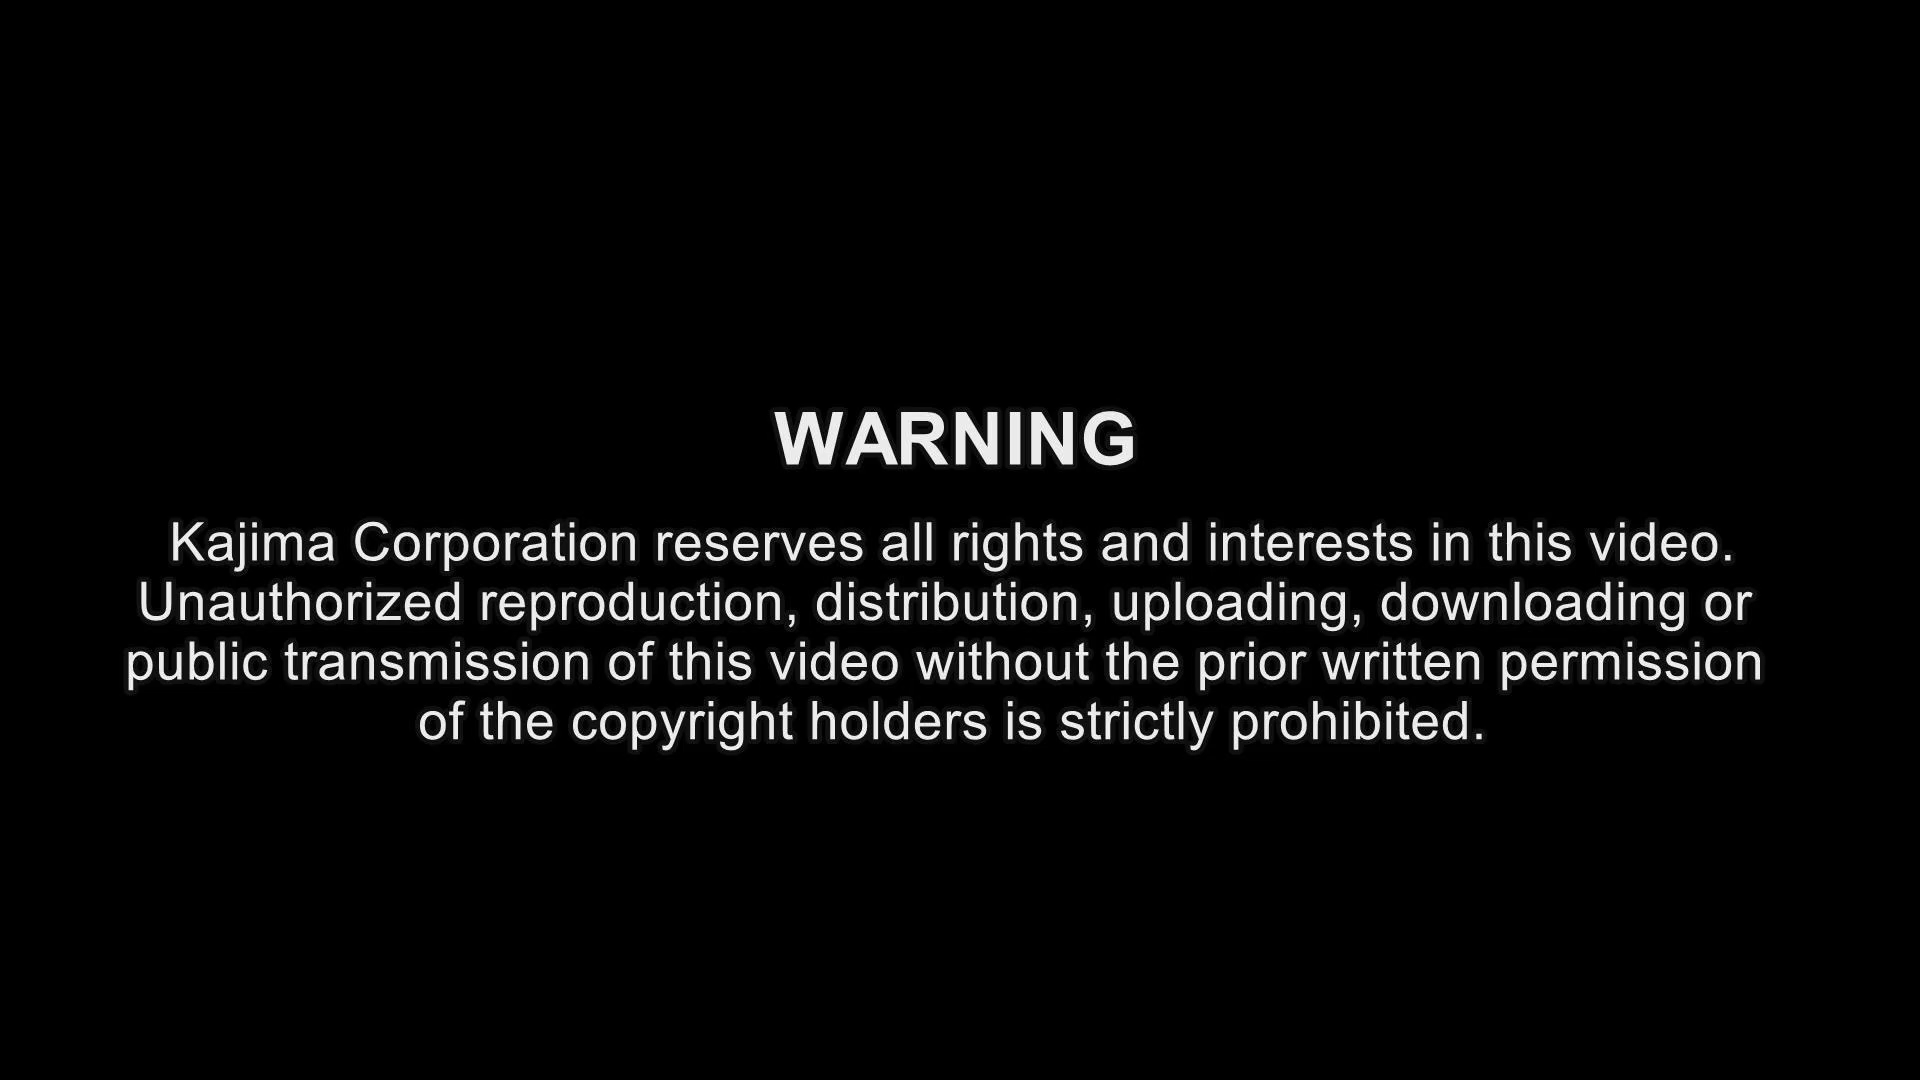 WARNING
Kajima Corporation reserves all rights and interests in this video.
Unauthorized reproduction, distribution, uploading, downloading or
public transmission of this video without the prior written permission
of the copyright holders is strictly prohibited.